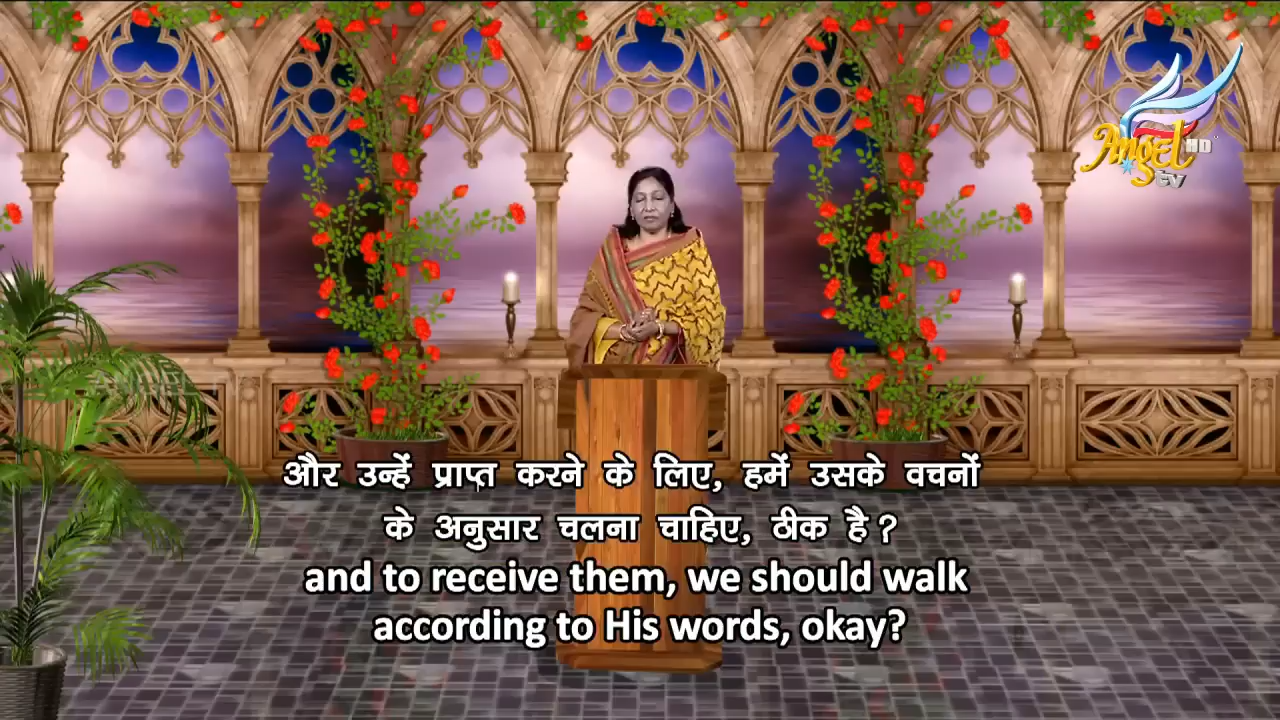 Angel HD
tv
और उन्हें प्राप्त करने के लिए, हमें उसके वचनों
के अनुसार चलना चाहिए, ठीक है ?
and to receive them, we should walk
according to His words, okay?